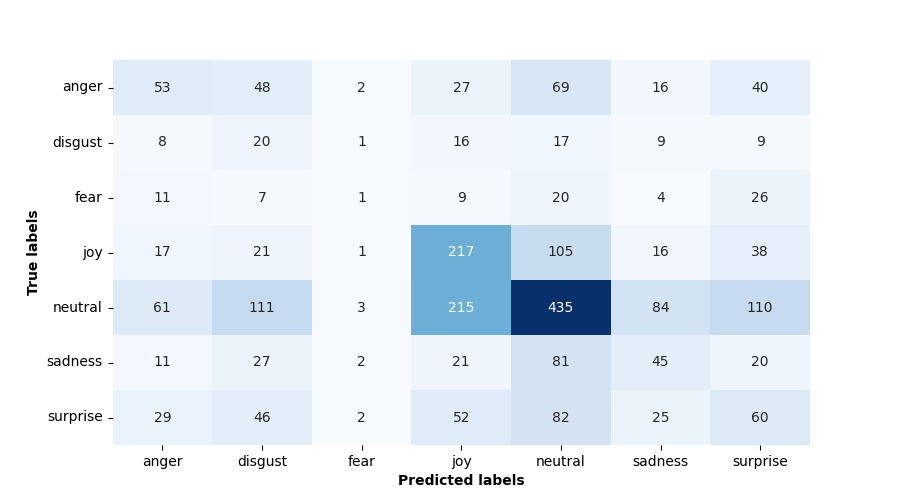 anger 53 48 2 27 69 16 40
disgust 8 20 1 16 17 9 9
fear 11 7 1 9 20 4 26
joy 17 21 1 217 105 16 38
neutral 61 111 3 215 435 84 110
sadness 11 27 2 21 81 45 20
surprise 29 46 2 52 82 25 60
True labels
anger disgust fear joy neutral sadness surprise
Predicted labels